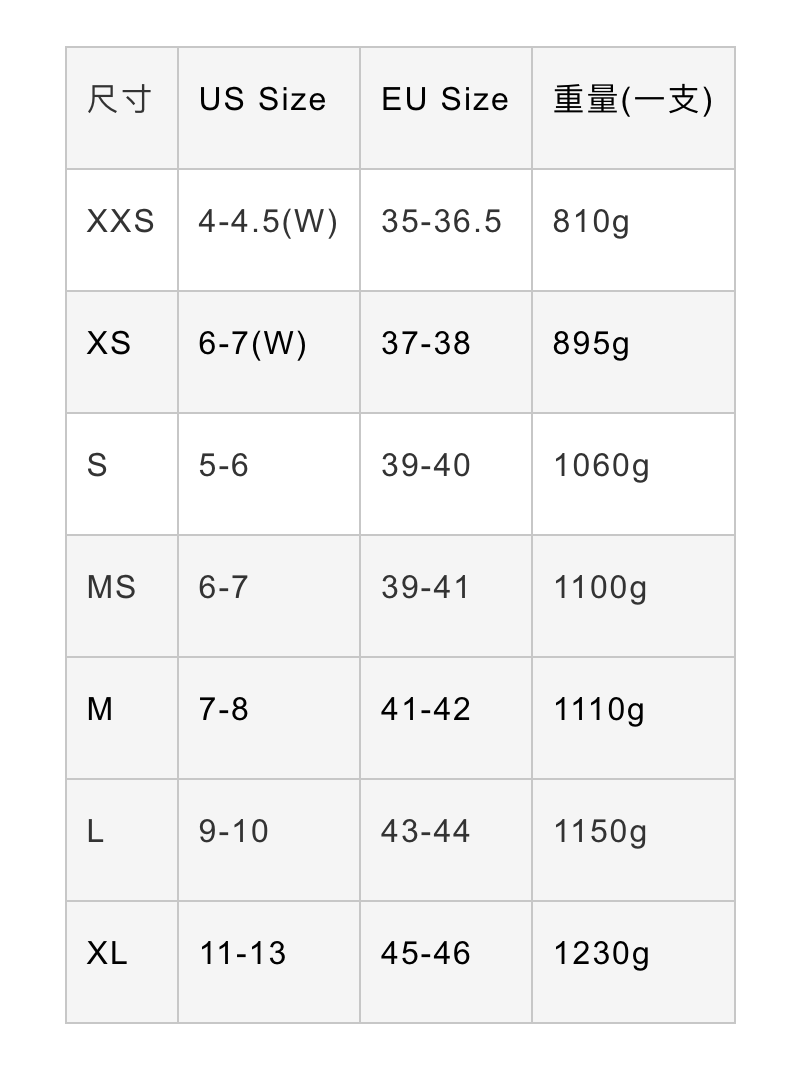 尺寸 US Size EU Size 重量(一支)
XXS 4-4.5(W) 35-36.5 810g
XS 6-7(W) 37-38 895g
S 5-6 39-40 1060g
MS 6-7 39-41 1100g
M 7-8 41-42 1110g
L 9-10 43-44 1150g
XL 11-13 45-46 1230g